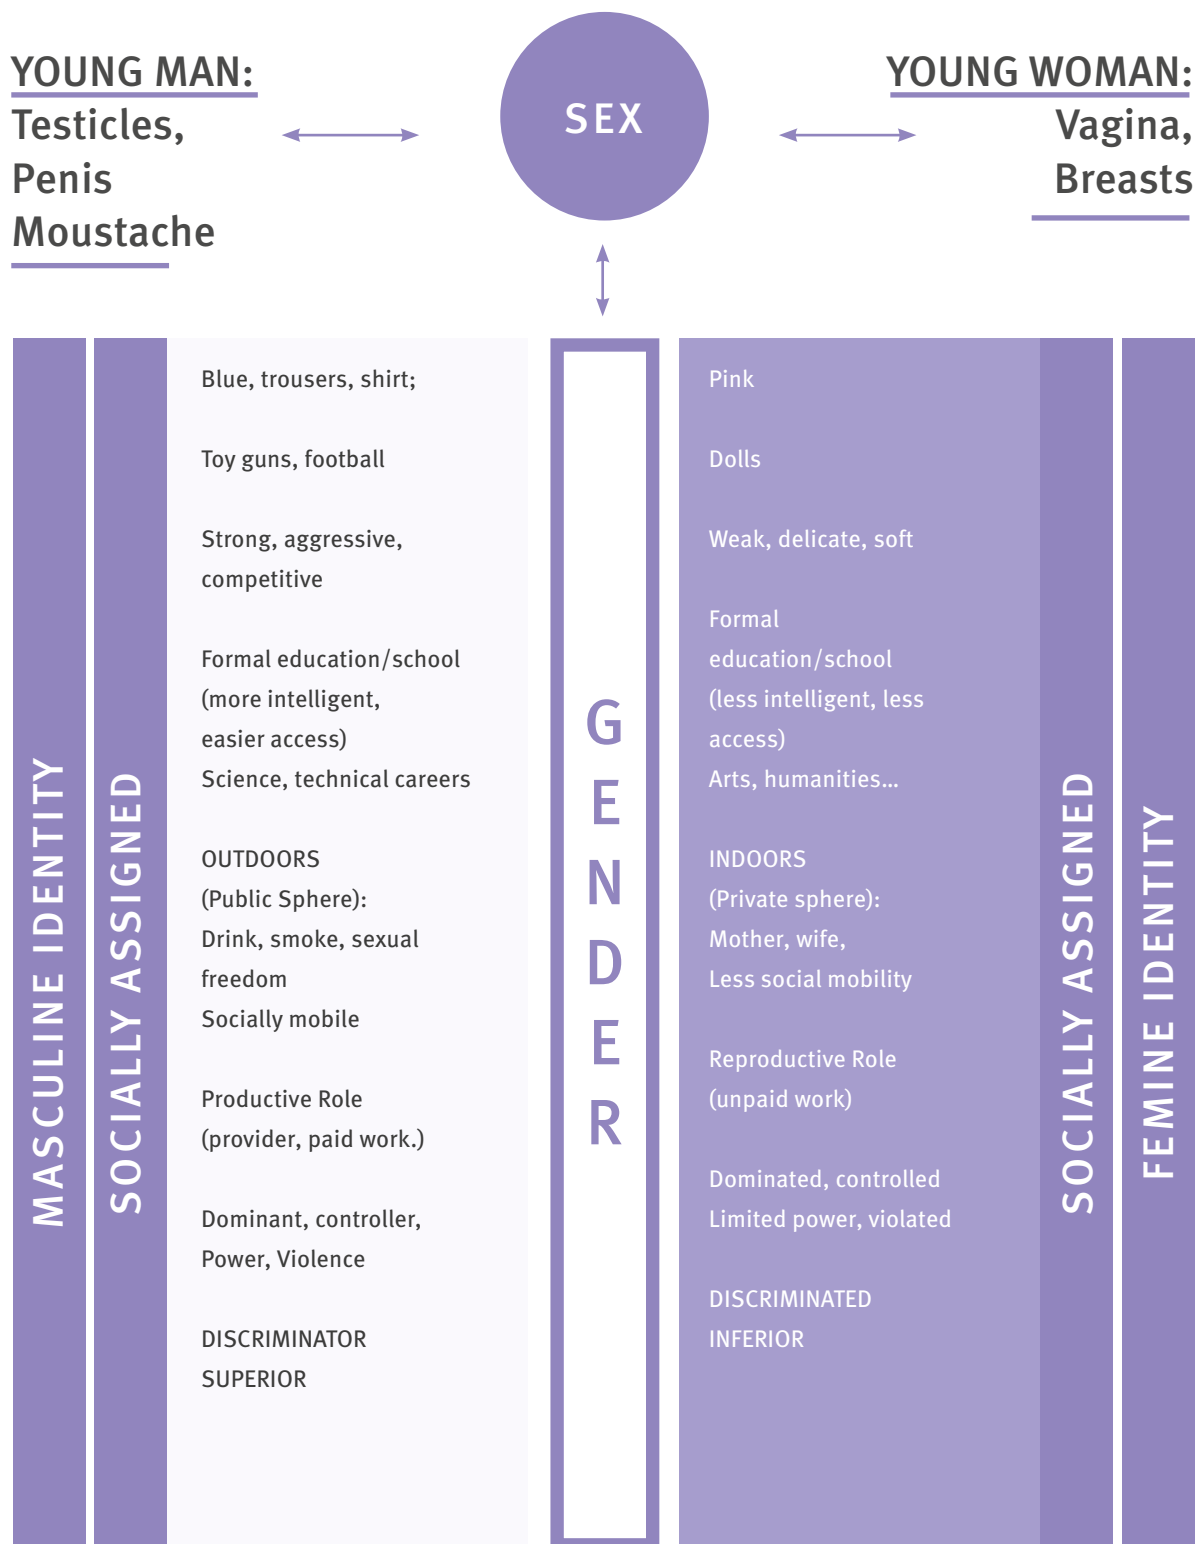 YOUNG MAN:
Testicles,
Penis
Moustache
SEX
YOUNG WOMAN:
Vagina,
Breasts
MASCULINE IDENTITY
SOCIALLY ASSIGNED
Blue, trousers, shirt;
Toy guns, football
Strong, aggressive,
competitive
Formal education/school
(more intelligent,
easier access)
Science, technical careers
OUTDOORS
(Public Sphere):
Drink, smoke, sexual
freedom
Socially mobile
Productive Role
(provider, paid work.)
Dominant, controller,
Power, Violence
DISCRIMINATOR
SUPERIOR
GENDER
Pink
Dolls
Weak, delicate, soft
Formal
education/school
(less intelligent, less
access)
Arts, humanities...
INDOORS
(Private sphere):
Mother, wife,
Less social mobility
Reproductive Role
(unpaid work)
Dominated, controlled
Limited power, violated
DISCRIMINATED
INFERIOR
SOCIALLY ASSIGNED
FEMINE IDENTITY